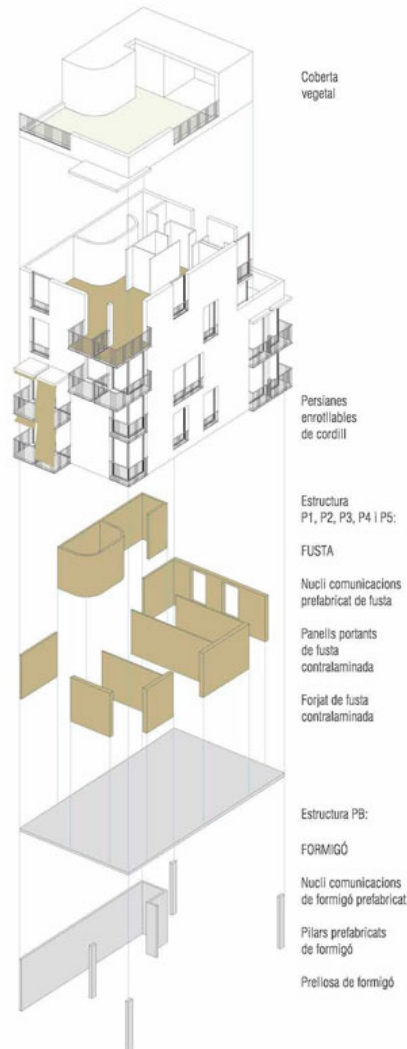 Coberta
vegetal
Persianes
enrotllables
de cordill
Estructura
P1, P2, P3, P4 i P5:
FUSTA
Nucli comunicacions
prefabricat de fusta
Panells portants
de fusta
contralaminada
Forjat de fusta
contralaminada
Estructura PB:
FORMIGÓ
Nucli comunicacions
de formigó prefabricat
Pilars prefabricats
de formigó
Prellosa de formigó